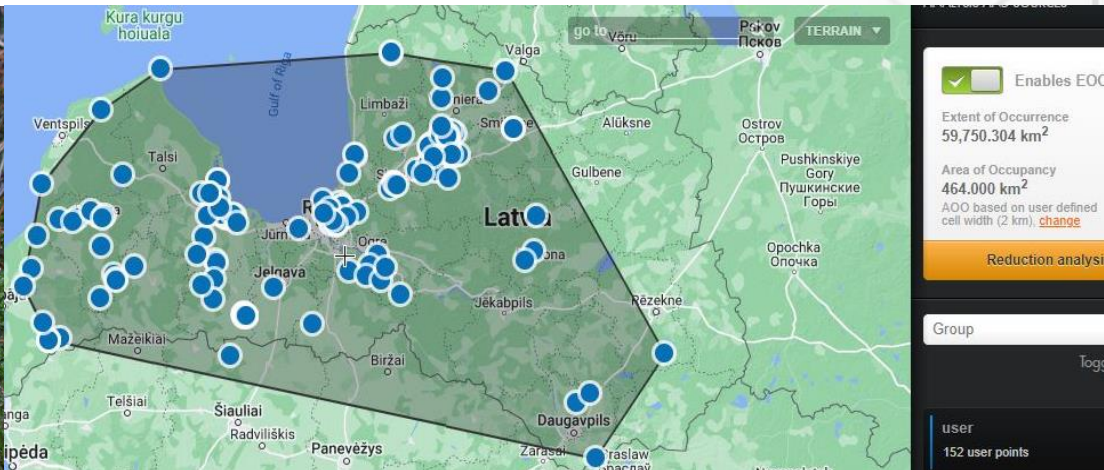 Kura kurgu
hoiuala
Gulf of Riga
Valga
go to
Võru
Pskov
Псков
TERRAIN
Ventspils
Talsi
Limbaži
Alūksne
Gulbene
Ostrov
Остров
Pushkinskiye
Gory
Пушкинские
Горы
Opochka
Опочка
Latvia
Ogre
Jelgava
Jēkabpils
Rēzekne
Mažeikiai
Biržai
Telšiai
Šiauliai
Radviliškis
Panevėžys
Daugavpils
Zarasai
raslaw
Enables EOO
Extent of Occurrence
59,750.304 km²
Area of Occupancy
464.000 km²
AOO based on user defined
cell width (2 km), change
Reduction analysi
Group
Togg
user
152 user points